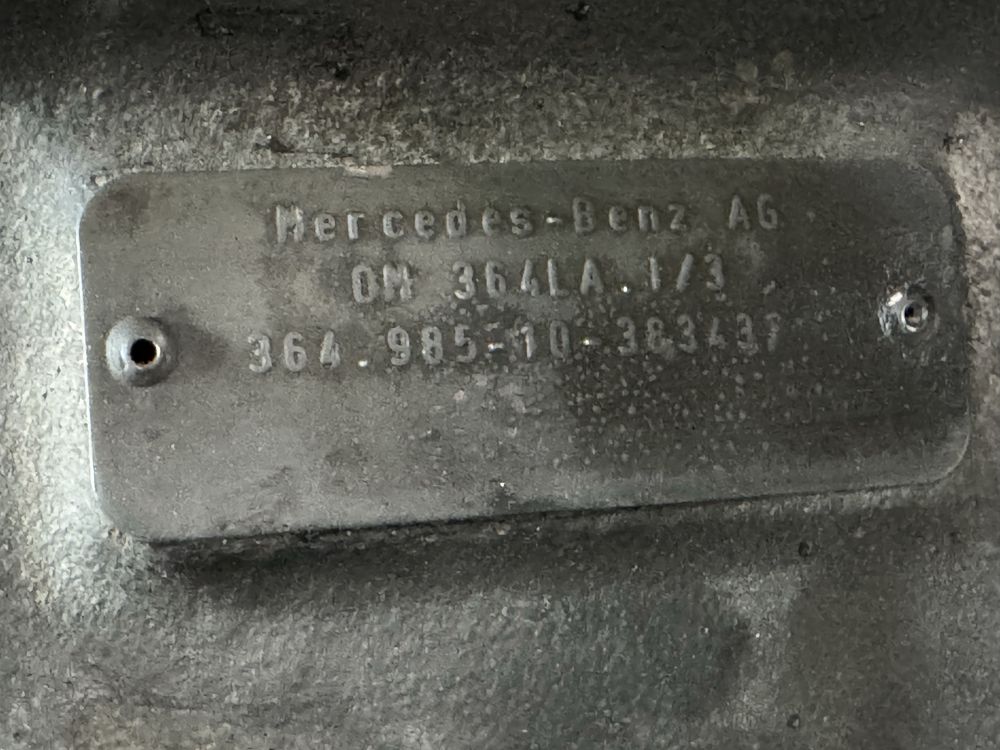 Mercedes-Benz AG
OM 364LA.I/3
364.985-10-383437